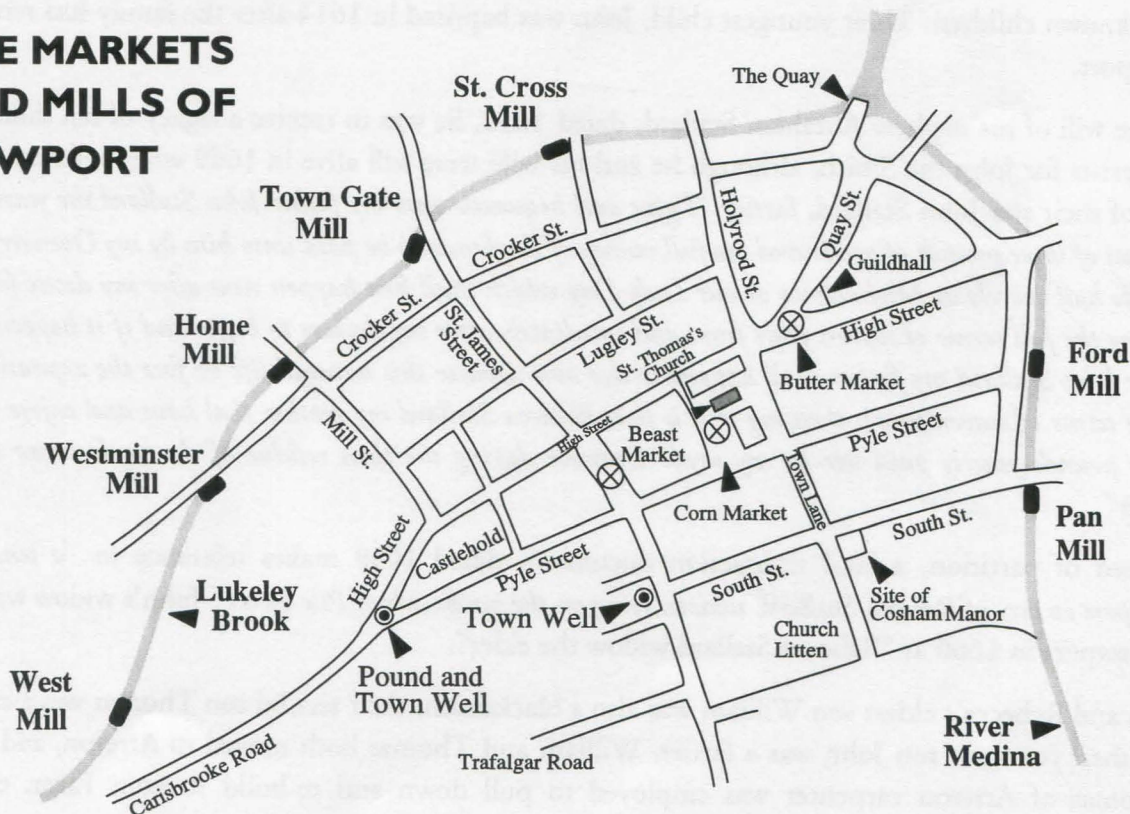 E MARKETS
D MILLS OF
WPORT
St. Cross
Mill
The Quay
Town Gate
Mill
Crocker St.
Holyrod St.
Quay St.
Guildhall
Home
Mill
Crocker St.
St. James
Street
Lugley St.
High Street
St. Thomas's
Church
Butter Market
Ford
Mill
Westminster
Mill
Mill St.
High Street
Beast
Market
Pyle Street
Town Lane
Corn Market
South St.
Pan
Mill
High Street
Castlehold
Pyle Street
South St.
Lukeley
Brook
Town Well
Site of
Cosham Manor
Church
Litten
West
Mill
Pound and
Town Well
River
Medina
Carisbrooke Road
Trafalgar Road